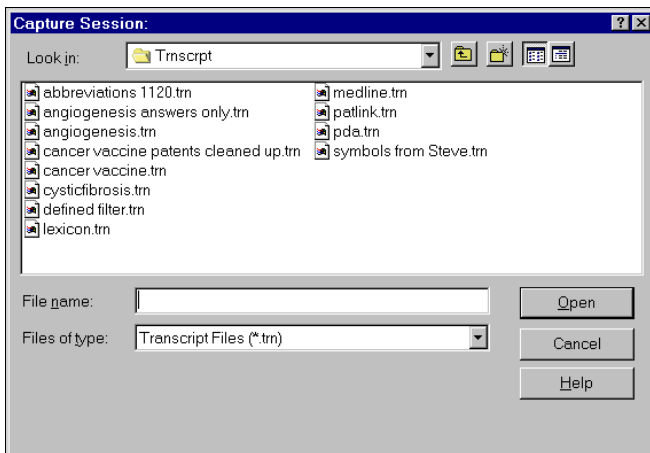 Capture Session:
Look in: Trnscrpt
abbreviations 1120.trn
angiogenesis answers only.trn
angiogenesis.trn
cancer vaccine patents cleaned up.trn
cancer vaccine.trn
cysticfibrosis.trn
defined filter.trn
lexicon.trn
medline.trn
patlink.trn
pda.trn
symbols from Steve.trn
File name:
Open
Files of type: Transcript Files (*.trn)
Cancel
Help